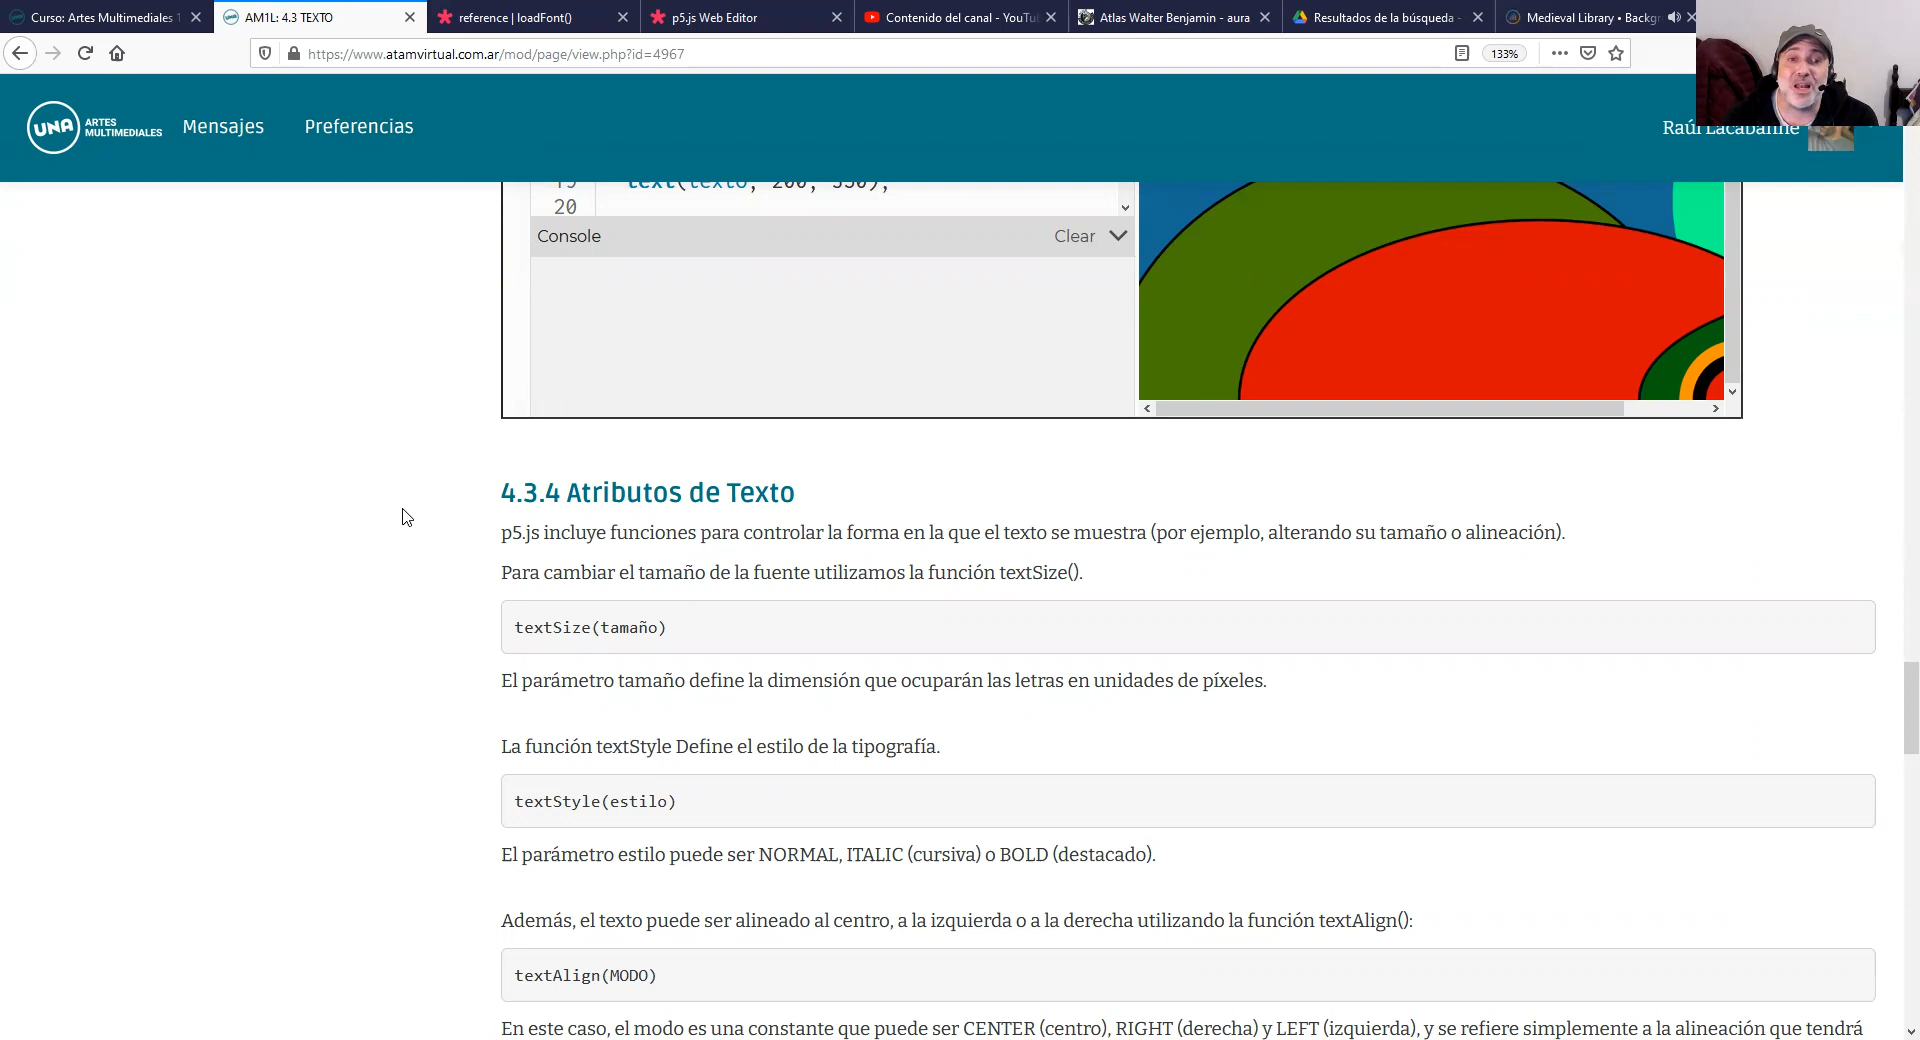 Curso: Artes Multimediales 1
AM1L: 4.3 TEXTO
reference | loadFont()
p5.js Web Editor
Contenido del canal - YouTu
Atlas Walter Benjamin - aura
Resultados de la búsqueda -
Medieval Library • Backgr
https://www.atamvirtual.com.ar/mod/page/view.php?id=4967
133%
UNA
ARTES
MULTIMEDIALES
Mensajes
Preferencias
Raúl Lacabanne
19 text(texto, 200, 350);
20
Console
Clear
4.3.4 Atributos de Texto
p5.js incluye funciones para controlar la forma en la que el texto se muestra (por ejemplo, alterando su tamaño o alineación).
Para cambiar el tamaño de la fuente utilizamos la función textSize().
textSize(tamaño)
El parámetro tamaño define la dimensión que ocuparán las letras en unidades de píxeles.
La función textStyle Define el estilo de la tipografía.
textStyle(estilo)
El parámetro estilo puede ser NORMAL, ITALIC (cursiva) o BOLD (destacado).
Además, el texto puede ser alineado al centro, a la izquierda o a la derecha utilizando la función textAlign():
textAlign(MODO)
En este caso, el modo es una constante que puede ser CENTER (centro), RIGHT (derecha) y LEFT (izquierda), y se refiere simplemente a la alineación que tendrá